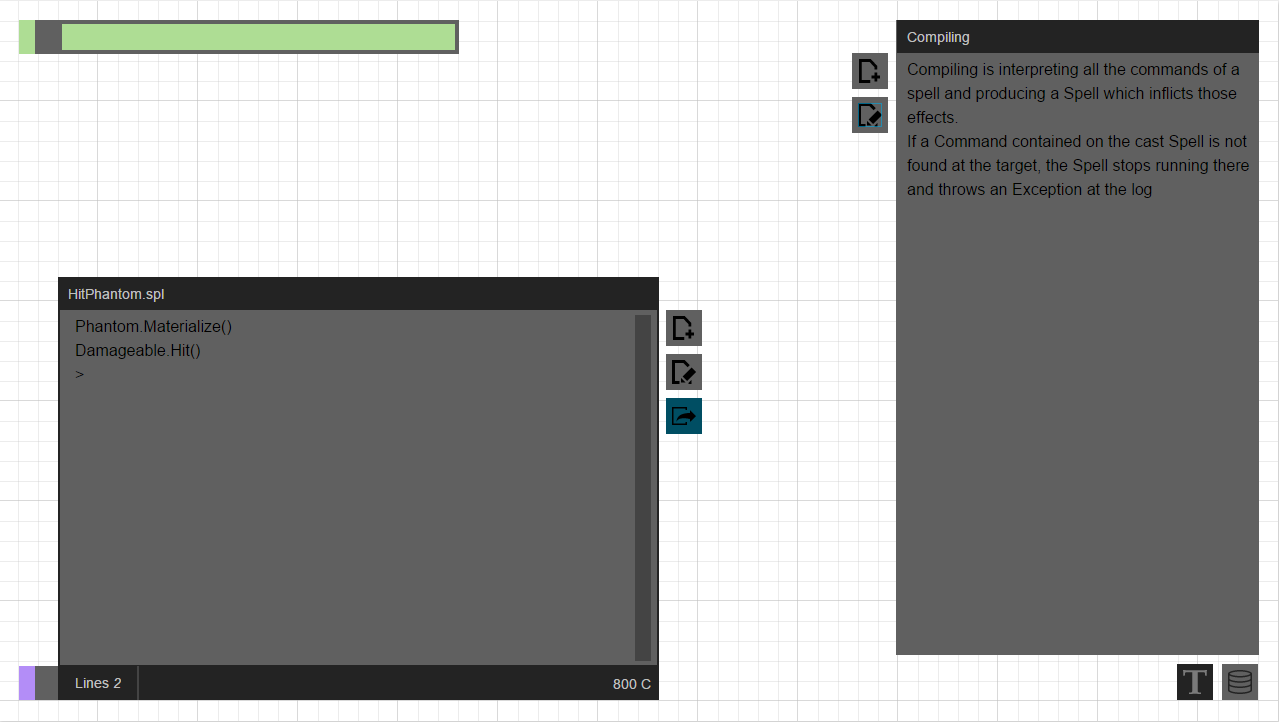 Compiling
Compiling is interpreting all the commands of a
spell and producing a Spell which inflicts those
effects.
If a Command contained on the cast Spell is not
found at the target, the Spell stops running there
and throws an Exception at the log
HitPhantom.spl
Phantom.Materialize()
Damageable.Hit()
>
Lines 2
800 C
T